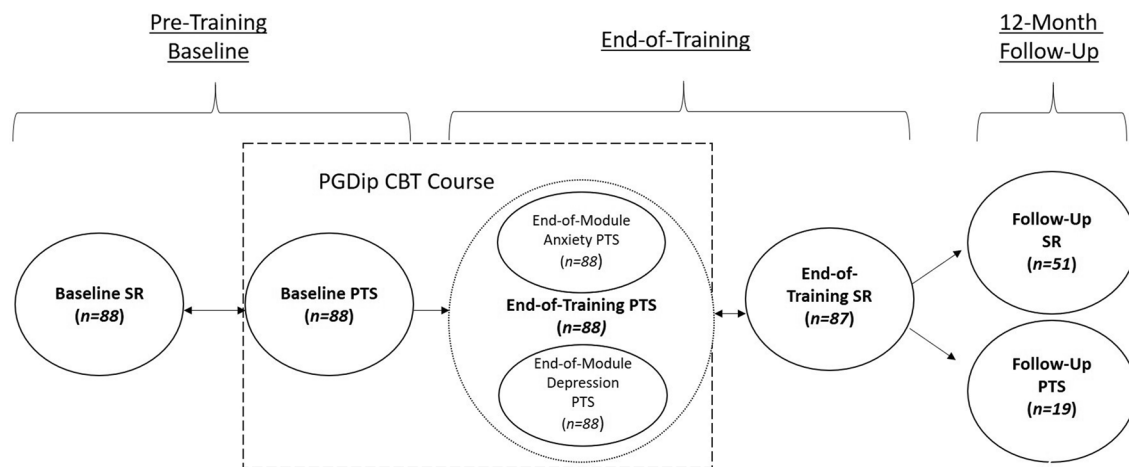 Pre-Training
Baseline
End-of-Training
12-Month
Follow-Up
PGDip CBT Course
Baseline SR
(n=88)
Baseline PTS
(n=88)
End-of-Module
Anxiety PTS
(n=88)
End-of-Training PTS
(n=88)
End-of-Module
Depression
PTS
(n=88)
End-of-
Training SR
(n=87)
Follow-Up
SR
(n=51)
Follow-Up
PTS
(n=19)